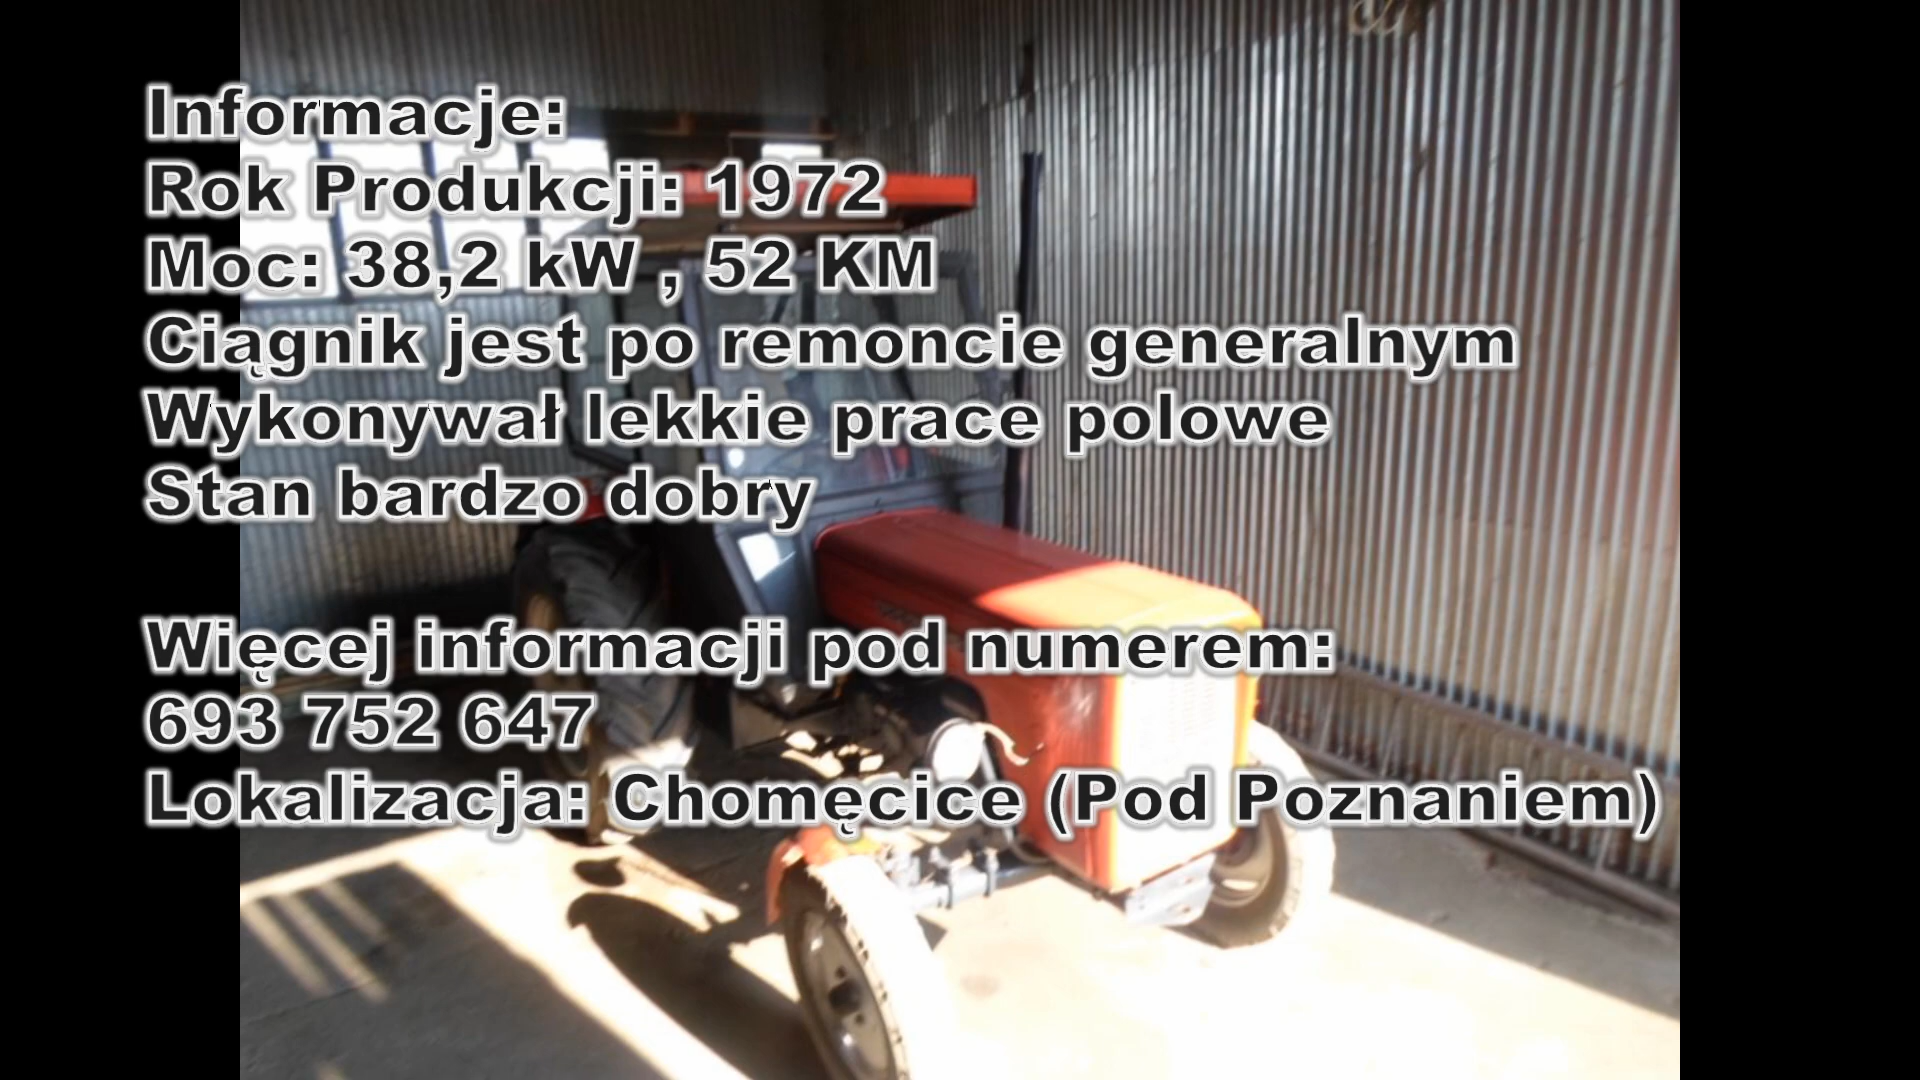 Informacje:
Rok Produkcji: 1972
Moc: 38,2 kW , 52 KM
Ciągnik jest po remoncie generalnym
Wykonywał lekkie prace polowe
Stan bardzo dobry
Więcej informacji pod numerem:
693 752 647
Lokalizacja: Chomęcice (Pod Poznaniem)